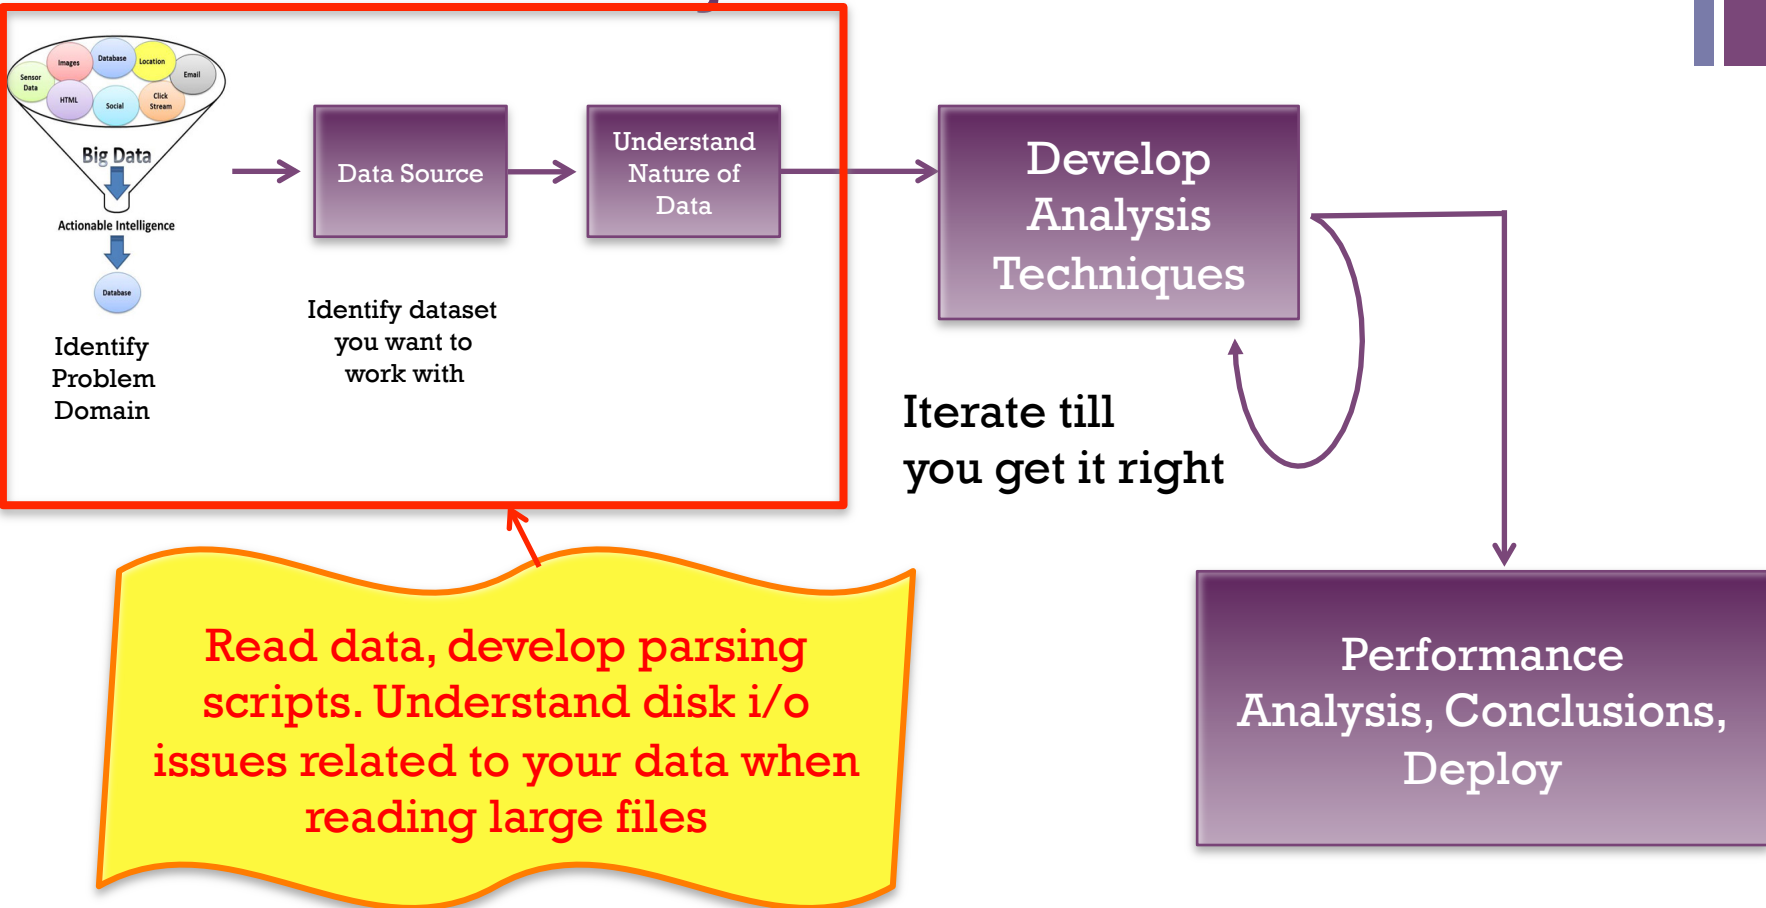 Images
Database
Location
Sensor
Data
Email
HTML
Social
Click
Stream
Big Data
Actionable Intelligence
Database
Identify
Problem
Domain
Data Source
Identify dataset
you want to
work with
Understand
Nature of
Data
Develop
Analysis
Techniques
Iterate till
you get it right
Read data, develop parsing
scripts. Understand disk i/o
issues related to your data when
reading large files
Performance
Analysis, Conclusions,
Deploy